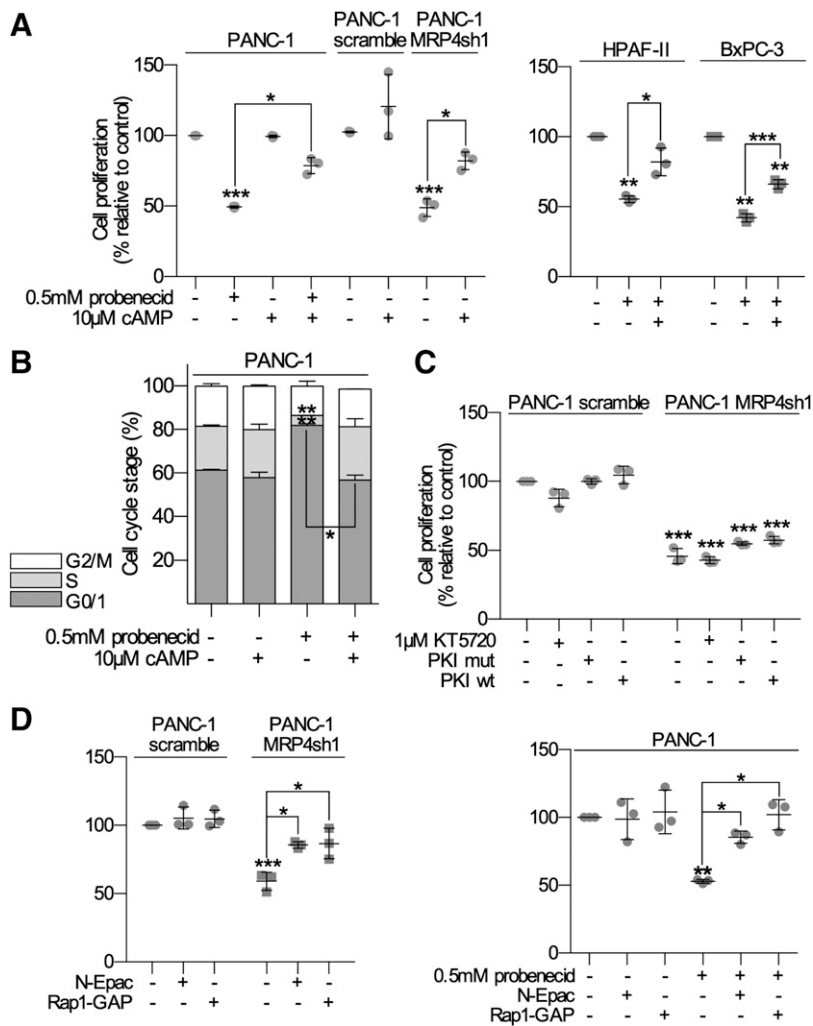 A
PANC-1
PANC-1
scramble
PANC-1
MRP4sh1
Cell proliferation
(% relative to control)
150
100
50
0
*
***
***
*
0.5mM probenecid - + - + - - - -
10µM cAMP - - + + - + - +
HPAF-II
BxPC-3
150
100
50
0
*
**
***
**
**
- + + - + +
- - + - - +
B
PANC-1
Cell cycle stage (%)
100
80
60
40
20
**
**
*
G2/M
S
G0/1
0.5mM probenecid - - + +
10µM cAMP - + - +
C
PANC-1 scramble
PANC-1 MRP4sh1
Cell proliferation
(% relative to control)
150
100
50
0
***
***
***
***
1µM KT5720 - + - - - + - -
PKI mut - - + - - - + -
PKI wt - - - + - - - +
D
PANC-1
scramble
PANC-1
MRP4sh1
150
100
50
0
*
*
***
N-Epac - + - - + -
Rap1-GAP - - + - - +
PANC-1
150
100
50
0
*
*
**
0.5mM probenecid - - - + + +
N-Epac - + - - + -
Rap1-GAP - - + - - +